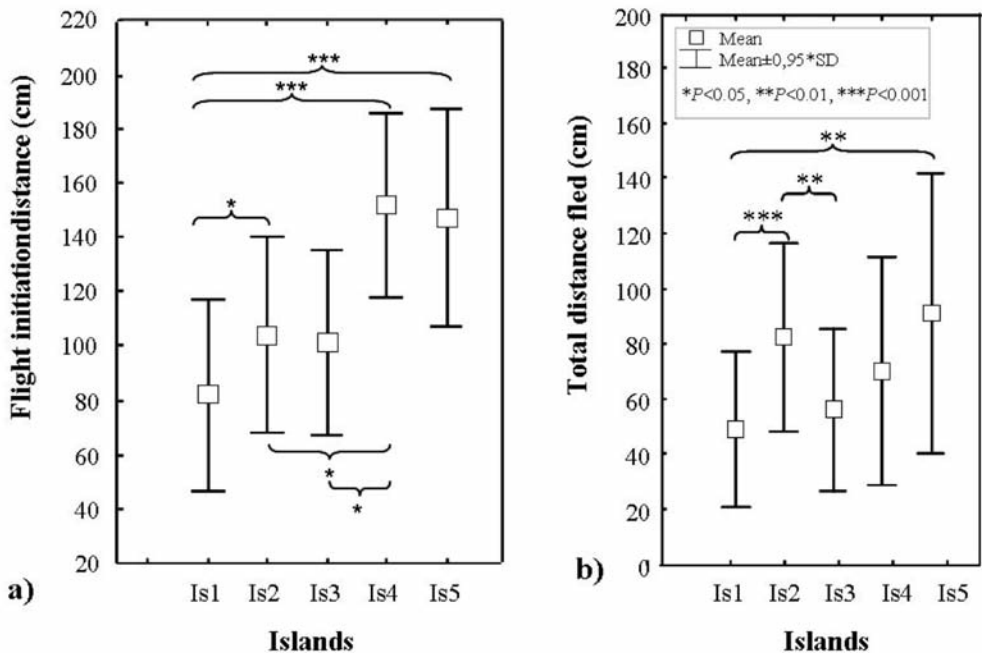 Flight initiationdistance (cm)
220
200
180
160
140
120
100
80
60
40
20
***
***
*
*
*
a)
Is1 Is2 Is3 Is4 Is5
Islands
Total distance fled (cm)
200
180
160
140
120
100
80
60
40
20
0
Mean
Mean±0,95*SD
*P<0.05, **P<0.01, ***P<0.001
**
**
***
b)
Is1 Is2 Is3 Is4 Is5
Islands